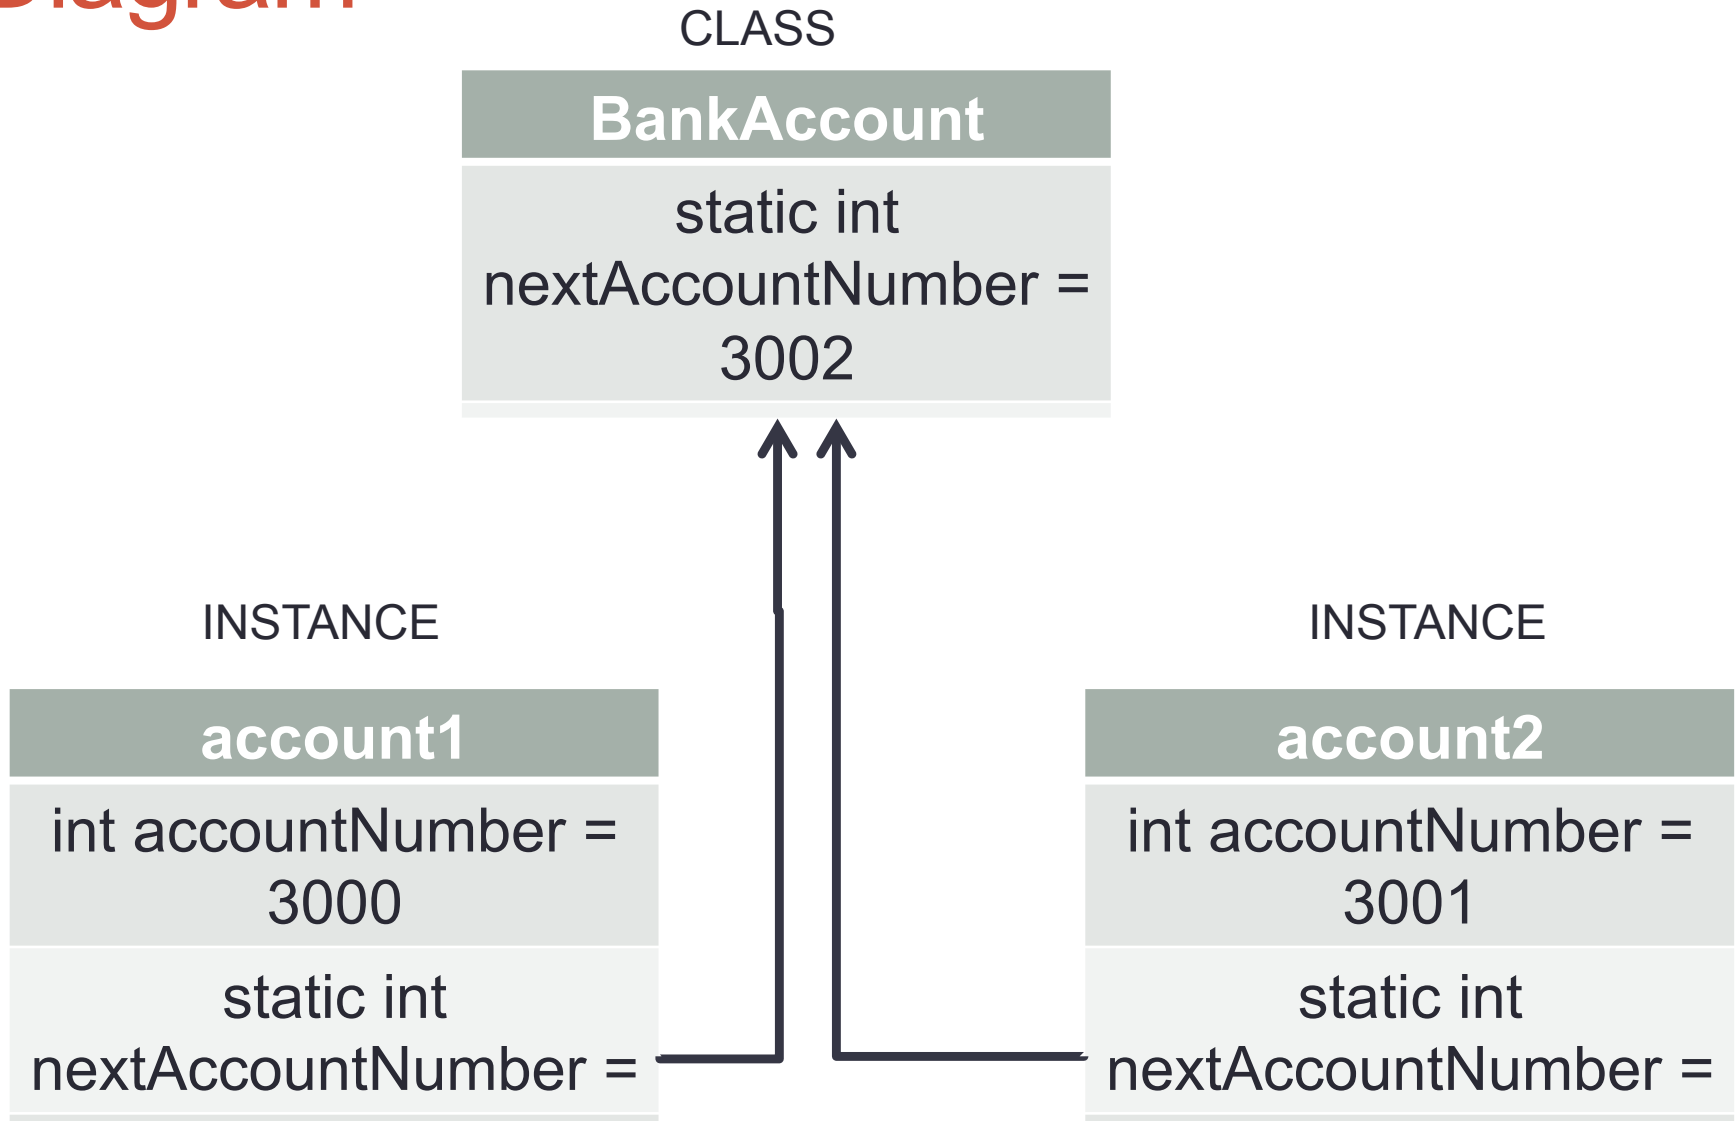 Diagram
CLASS
BankAccount
static int
nextAccountNumber =
3002
INSTANCE
account1
int accountNumber =
3000
static int
nextAccountNumber =
INSTANCE
account2
int accountNumber =
3001
static int
nextAccountNumber =